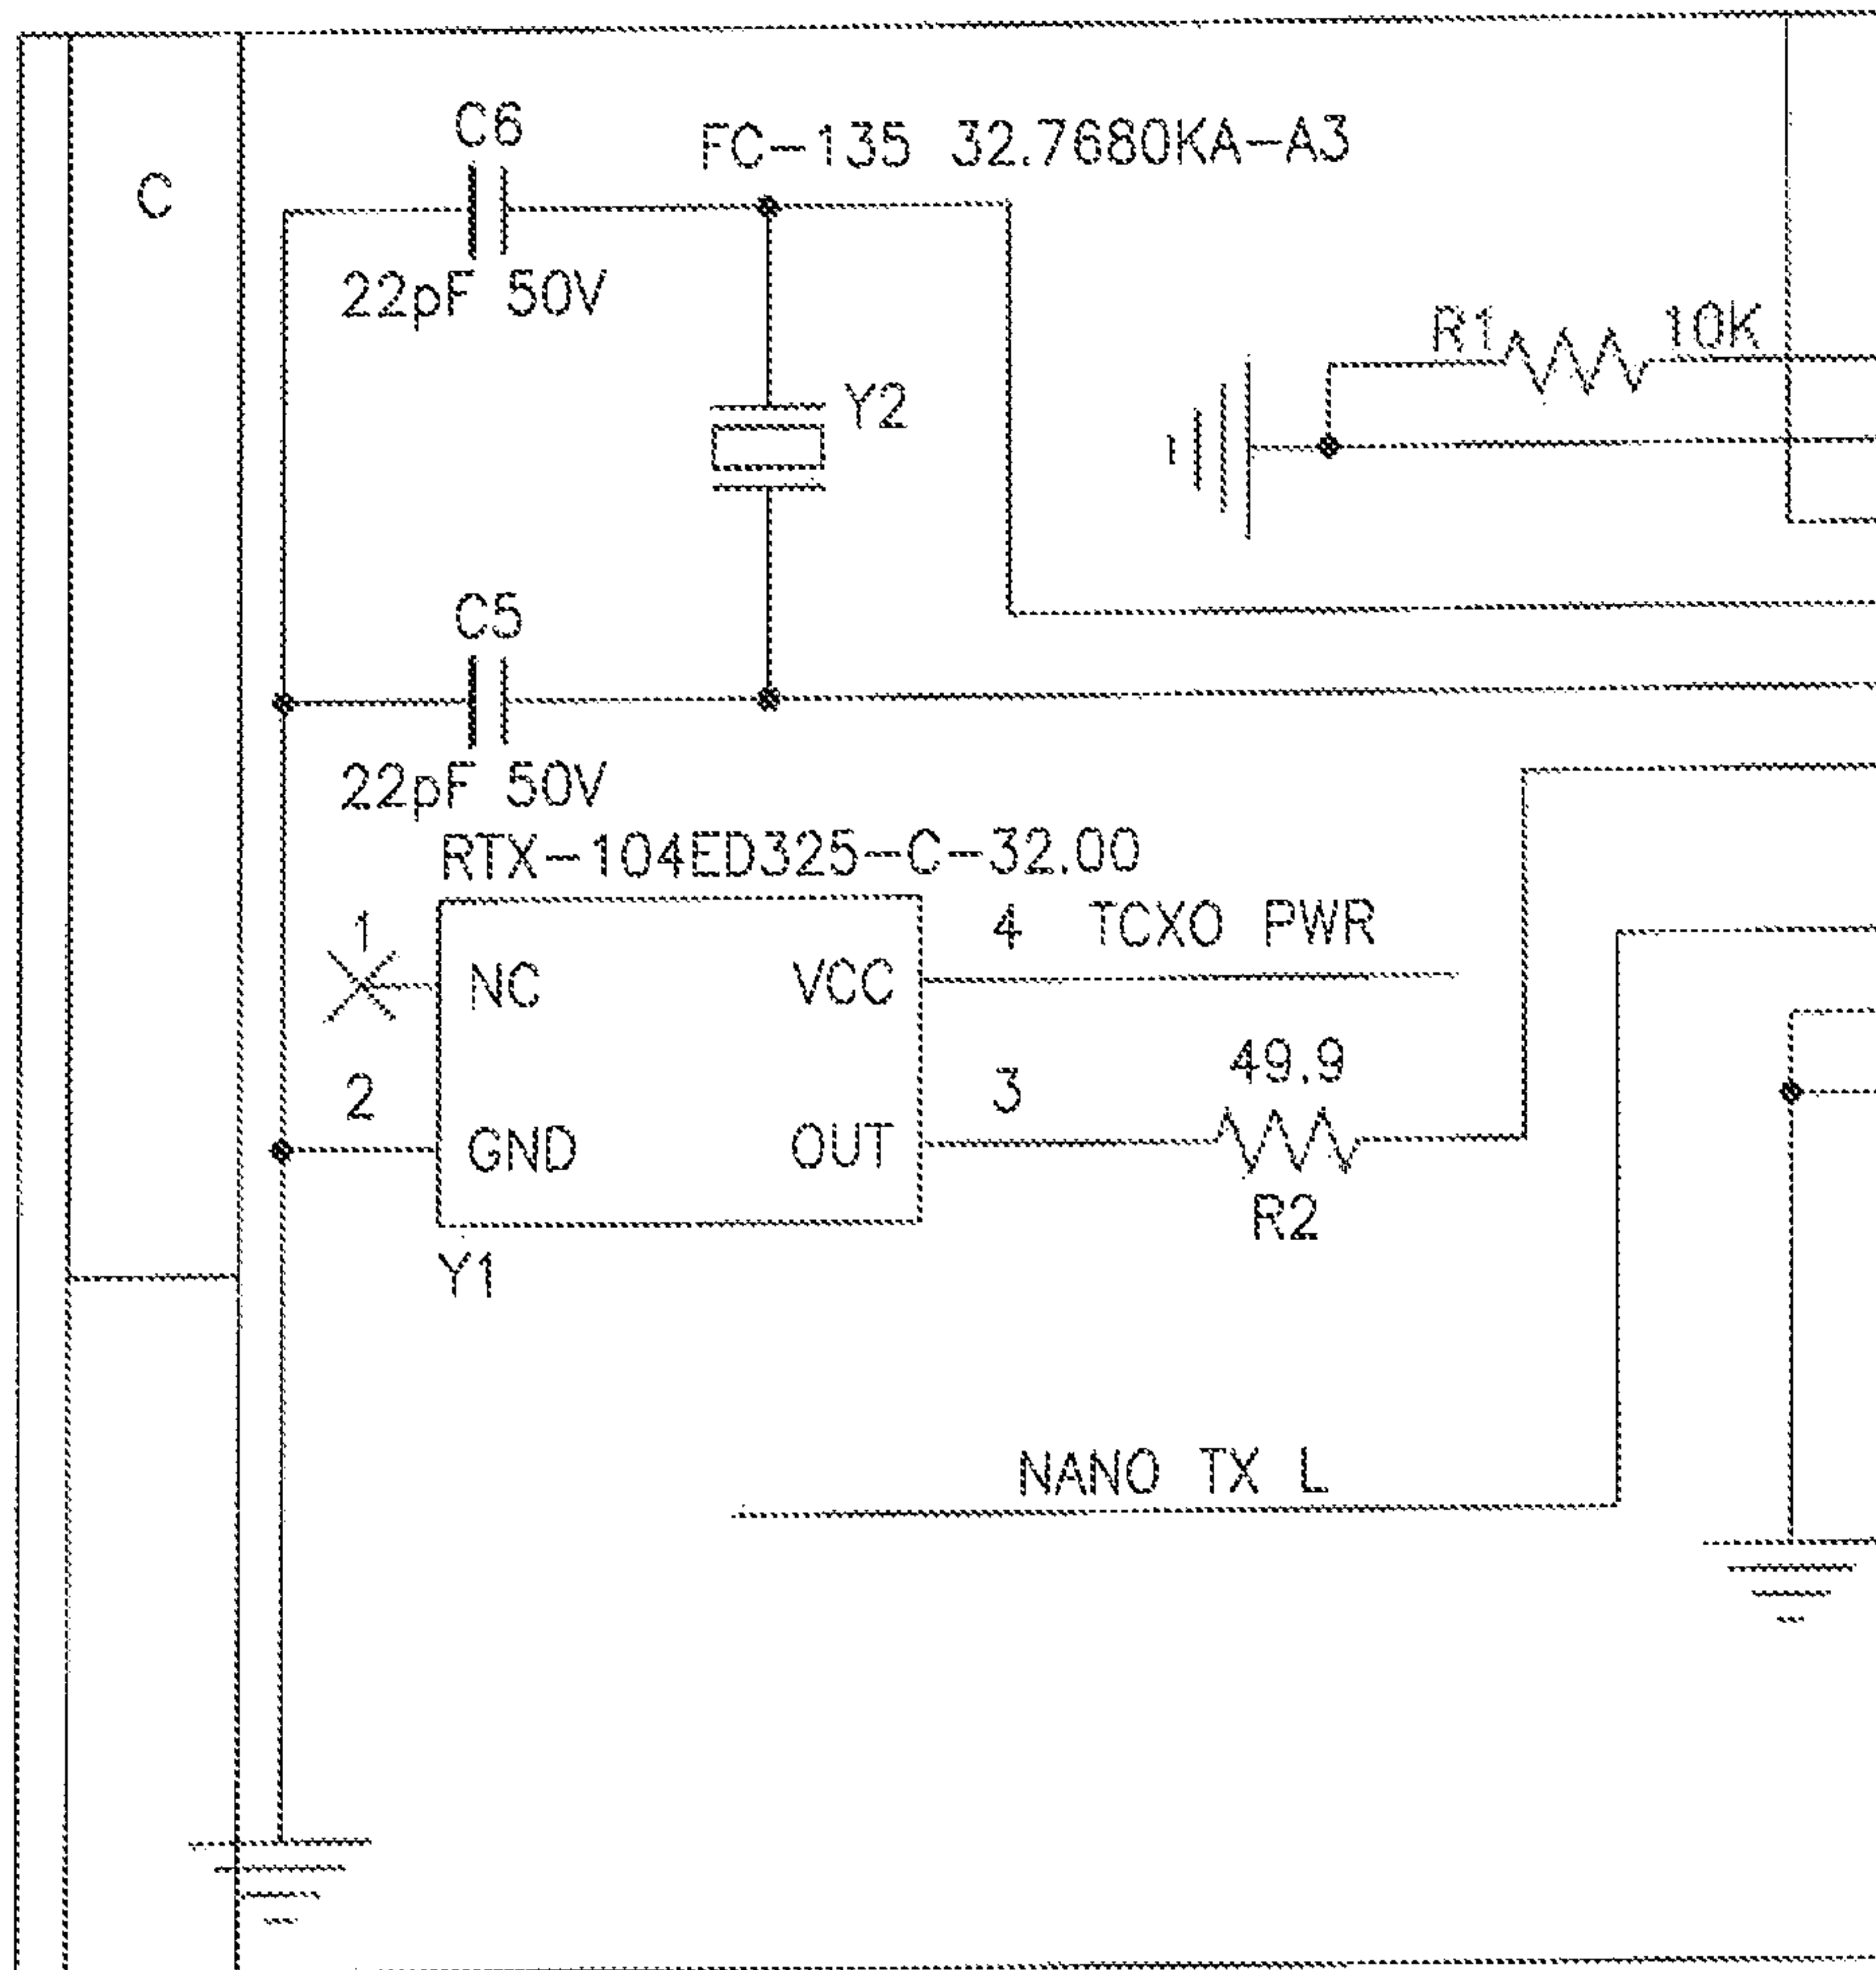 C
C6
FC-135 32.7680KA-A3
22pF 50V
R1 10K
Y2
C5
22pF 50V
RTX-104ED325-C-32.00
1
4 TCXO PWR
NC VCC
2
3
49.9
GND OUT
R2
Y1
NANO TX L